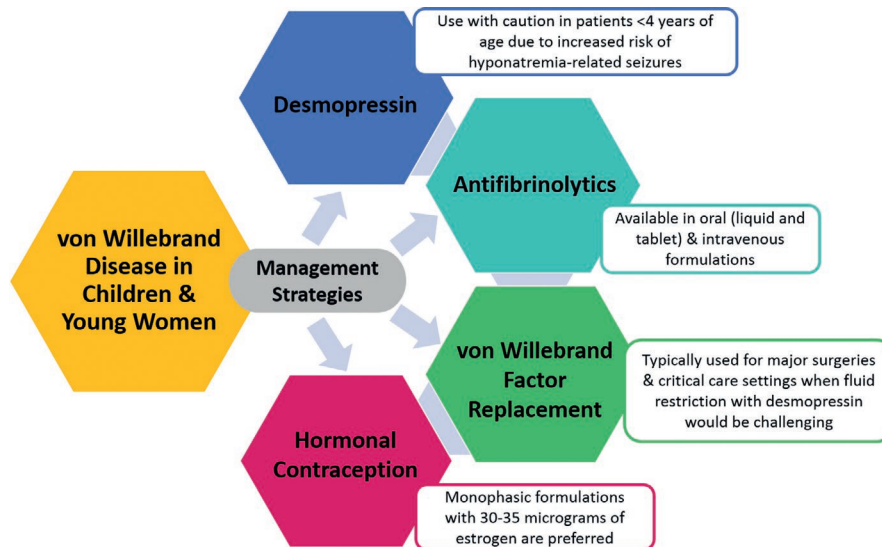 Use with caution in patients <4 years of
age due to increased risk of
hyponatremia-related seizures
Desmopressin
Antifibrinolytics
Available in oral (liquid and
tablet) & intravenous
formulations
von Willebrand
Disease in
Children &
Young Women
Management
Strategies
von Willebrand
Factor
Replacement
Typically used for major surgeries
& critical care settings when fluid
restriction with desmopressin
would be challenging
Hormonal
Contraception
Monophasic formulations
with 30-35 micrograms of
estrogen are preferred